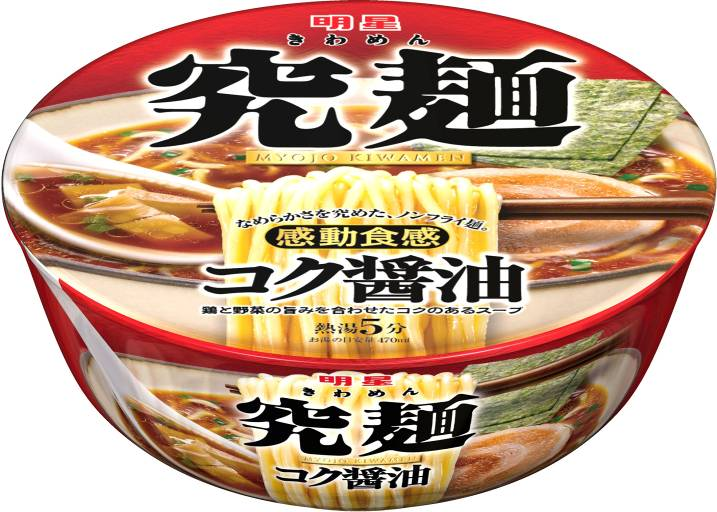 明星
きわめん
究麺
MYOJO KIWAMEN
なめらかさを究めた、ノンフライ麺。
感動食感
コク醤油
鶏と野菜の旨みを合わせたコクのあるスープ
熱湯5分
お湯の目安量 470ml
明星
きわめん
究麺
MYOJO KIWAMEN
コク醤油